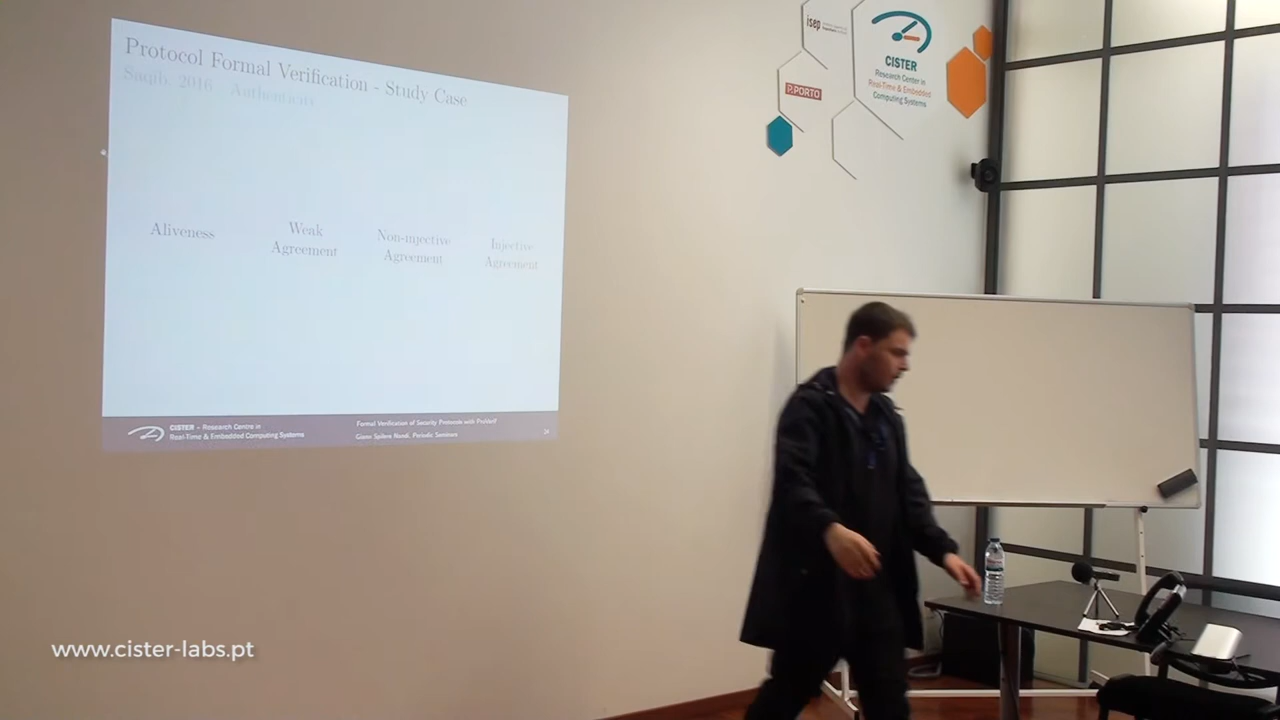 Protocol Formal Verification - Study Case
2016 Authenticity
Aliveness
Weak
Agreement
Non-injective
Agreement
Injective
Agreement
CISTER – Research Centre in
Real-Time & Embedded Computing Systems
Formal Verification of Security Protocols with ProVerif
Periodic Seminars
isep
P.PORTO
CISTER
Research Center in
Real-Time & Embedded
Computing Systems
www.cister-labs.pt